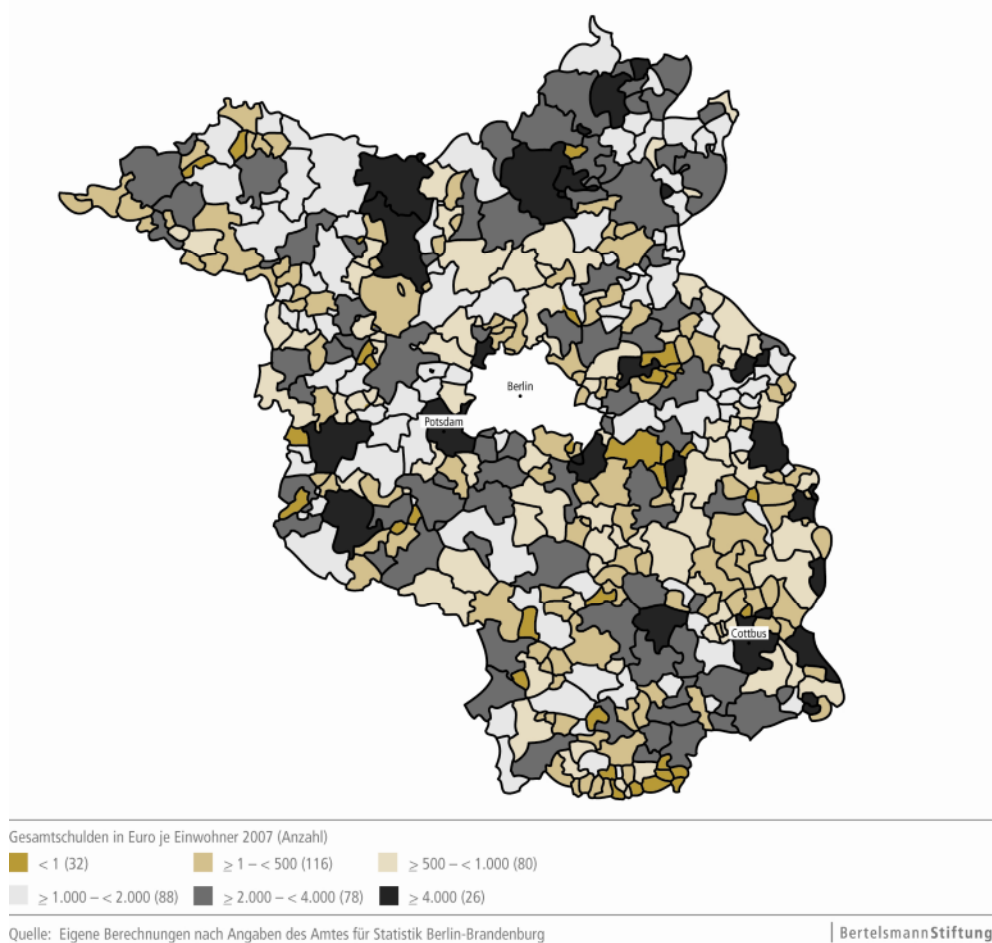 Berlin
Potsdam
Cottbus
Gesamtschulden in Euro je Einwohner 2007 (Anzahl)
< 1 (32) ≥ 1 – < 500 (116) ≥ 500 – < 1.000 (80)
≥ 1.000 – < 2.000 (88) ≥ 2.000 – < 4.000 (78) ≥ 4.000 (26)
Quelle: Eigene Berechnungen nach Angaben des Amtes für Statistik Berlin-Brandenburg | BertelsmannStiftung